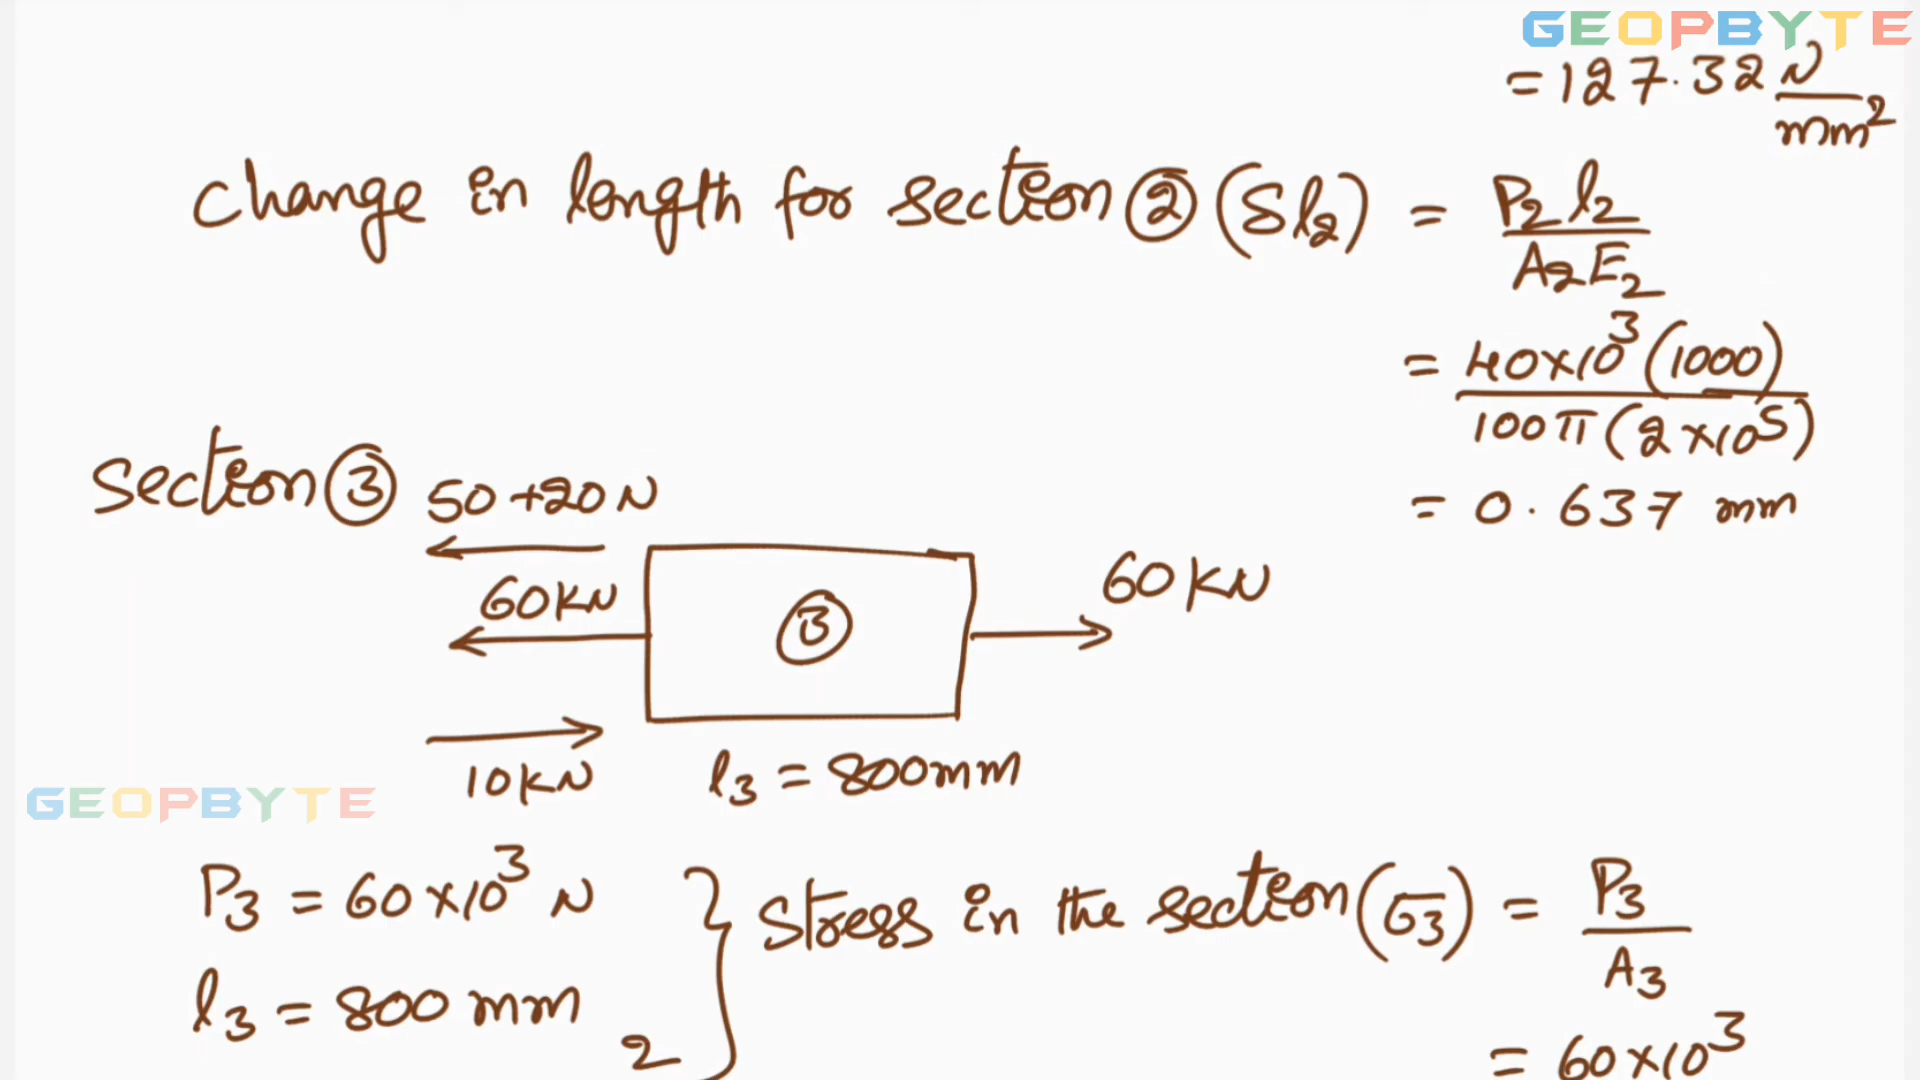 GEOPBYTE
= 127.32 N/mm²
Change in length for section ② (δl₂) = P₂l₂/A₂E₂
= 40×10³(1000)/100π(2×10⁵)
= 0.637 mm
Section ③
50+20 N
60 kN
③
60 kN
10 kN
l₃ = 800mm
GEOPBYTE
P₃ = 60×10³ N
Stress in the section (σ₃) = P₃/A₃
l₃ = 800 mm
2
= 60×10³